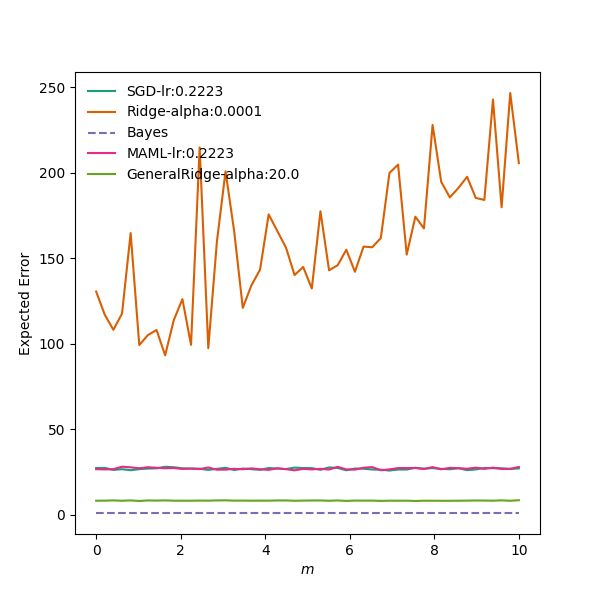 250
200
150
100
50
0
Expected Error
SGD-lr:0.2223
Ridge-alpha:0.0001
Bayes
MAML-lr:0.2223
GeneralRidge-alpha:20.0
0 2 4 6 8 10
m